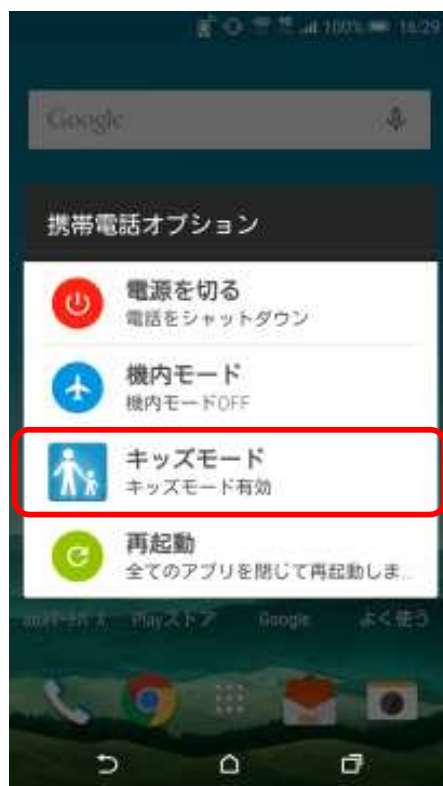 100% 16:29
Google
携帯電話オプション
電源を切る
電話をシャットダウン
機内モード
機内モードOFF
キッズモード
キッズモード有効
再起動
全てのアプリを閉じて再起動しま...
Playストア Google よく使う